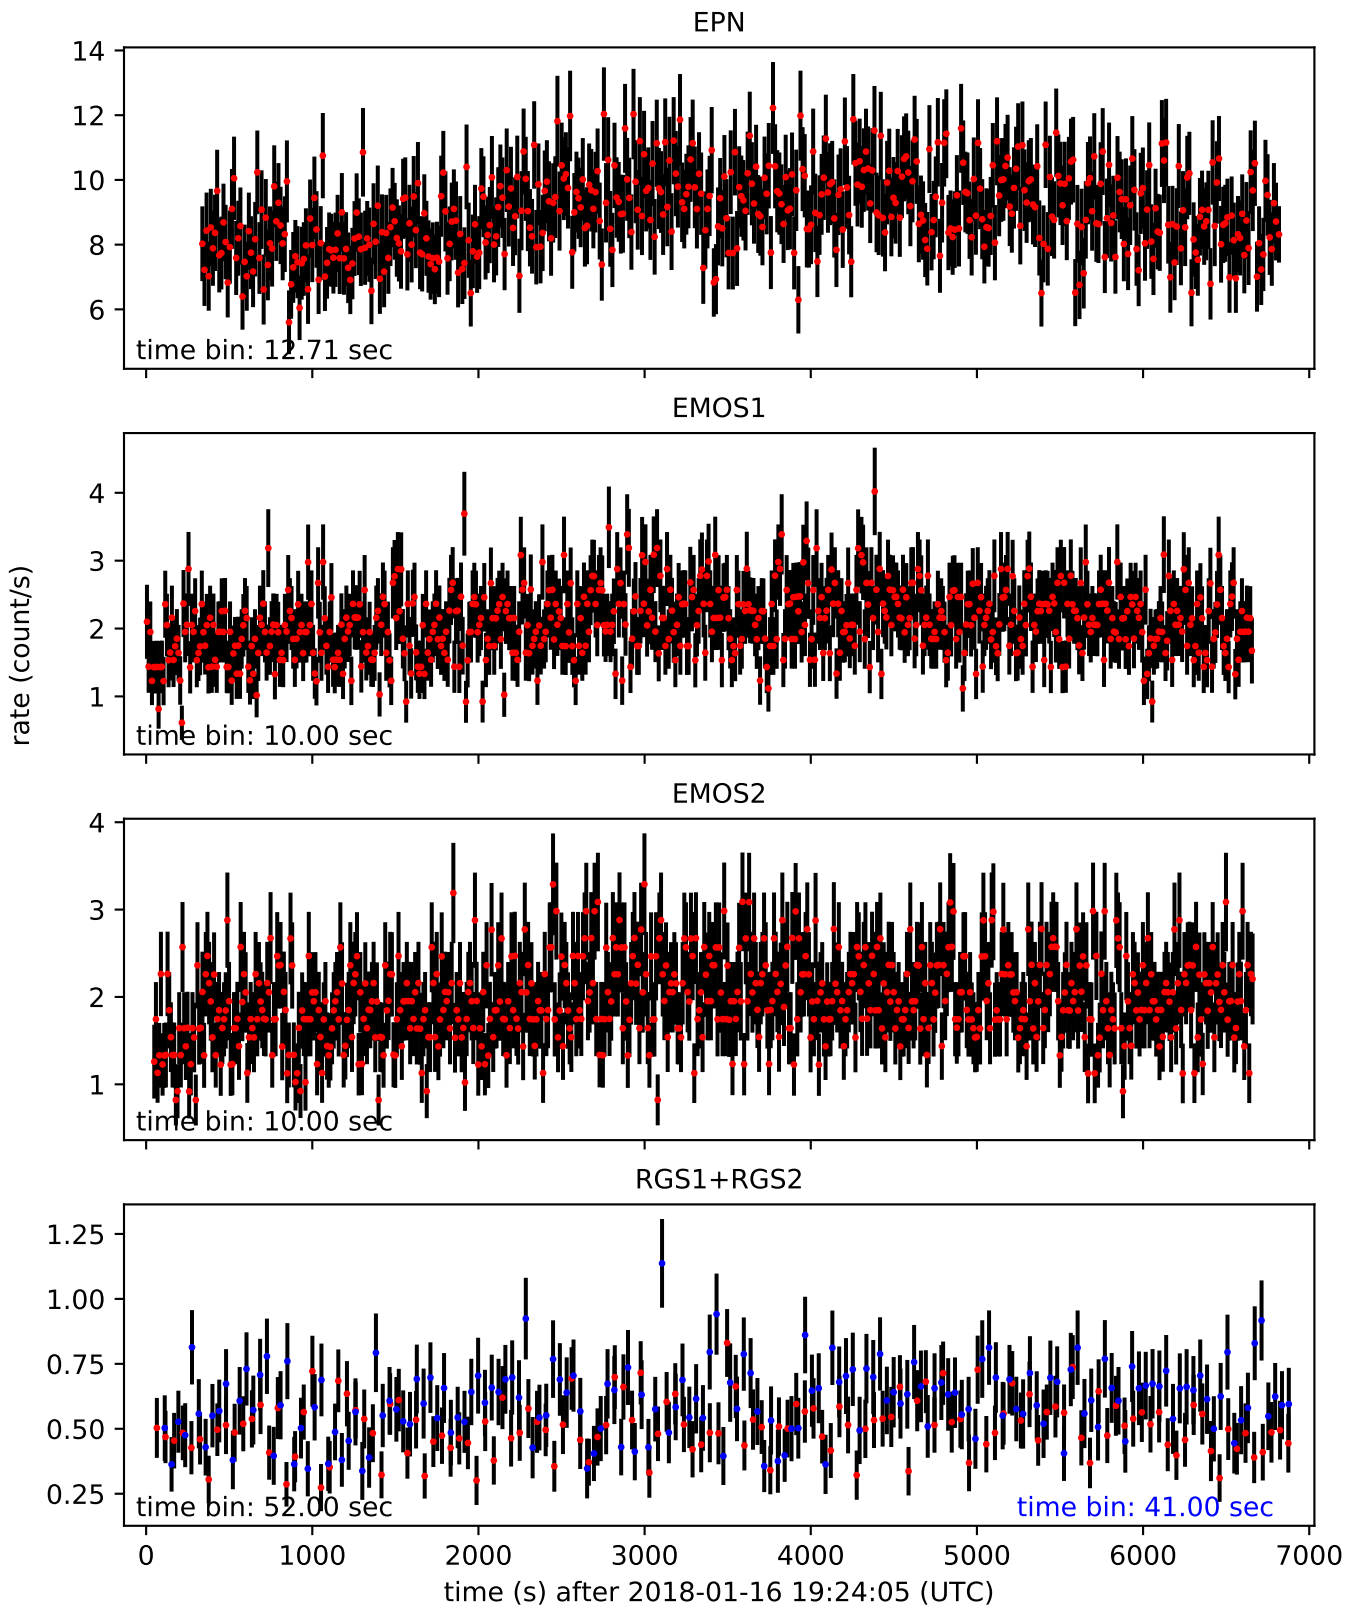 EPN
14
12
10
8
6
time bin: 12.71 sec
EMOS1
4
3
2
1
time bin: 10.00 sec
rate (count/s)
EMOS2
4
3
2
1
time bin: 10.00 sec
RGS1+RGS2
1.25
1.00
0.75
0.50
0.25
time bin: 52.00 sec time bin: 41.00 sec
0 1000 2000 3000 4000 5000 6000 7000
time (s) after 2018-01-16 19:24:05 (UTC)